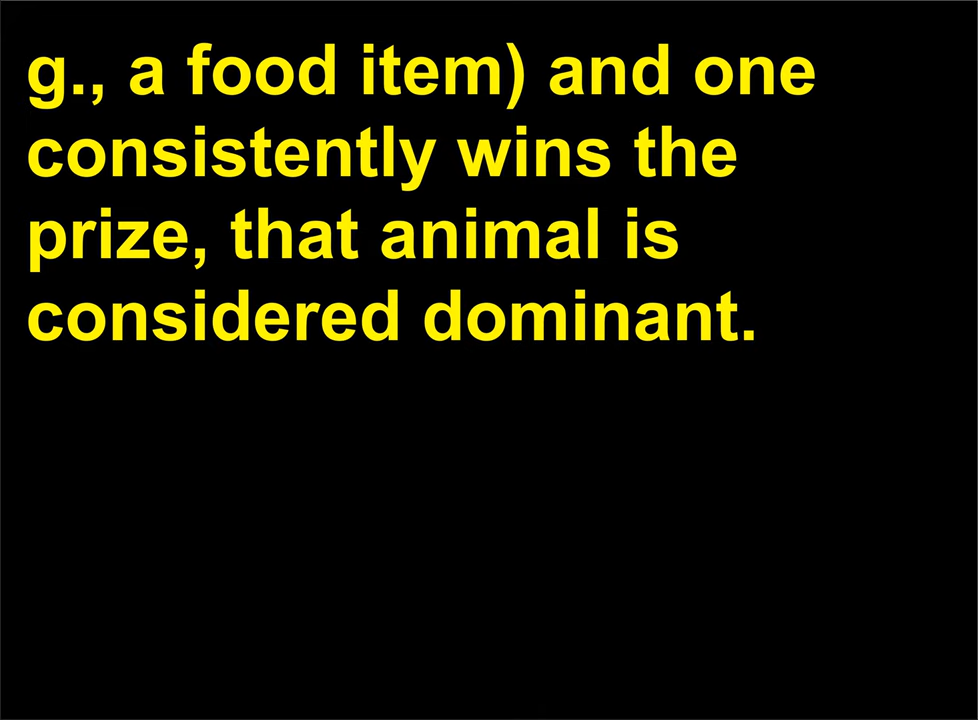 g., a food item) and one
consistently wins the
prize, that animal is
considered dominant.